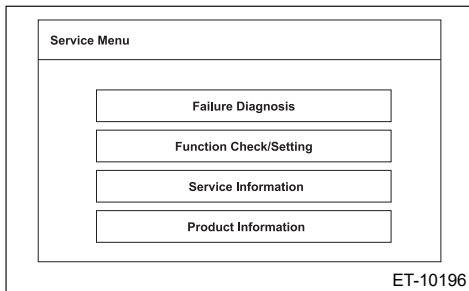 Service Menu
Failure Diagnosis
Function Check/Setting
Service Information
Product Information
ET-10196